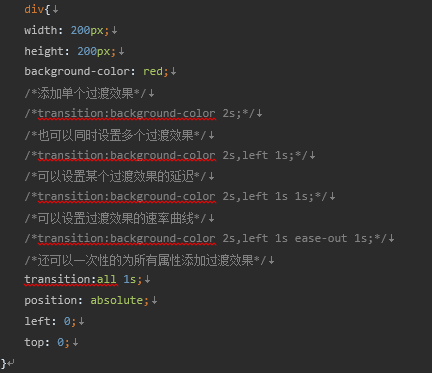 div{↓
width: 200px;↓
height: 200px;↓
background-color: red;↓
/*添加单个过渡效果*/↓
/*transition:background-color 2s;*/↓
/*也可以同时设置多个过渡效果*/↓
/*transition:background-color 2s,left 1s;*/↓
/*可以设置某个过渡效果的延迟*/↓
/*transition:background-color 2s,left 1s 1s;*/↓
/*可以设置过渡效果的速率曲线*/↓
/*transition:background-color 2s,left 1s ease-out 1s;*/↓
/*还可以一次性的为所有属性添加过渡效果*/↓
transition:all 1s;↓
position: absolute;↓
left: 0;↓
top: 0;↓
}↵